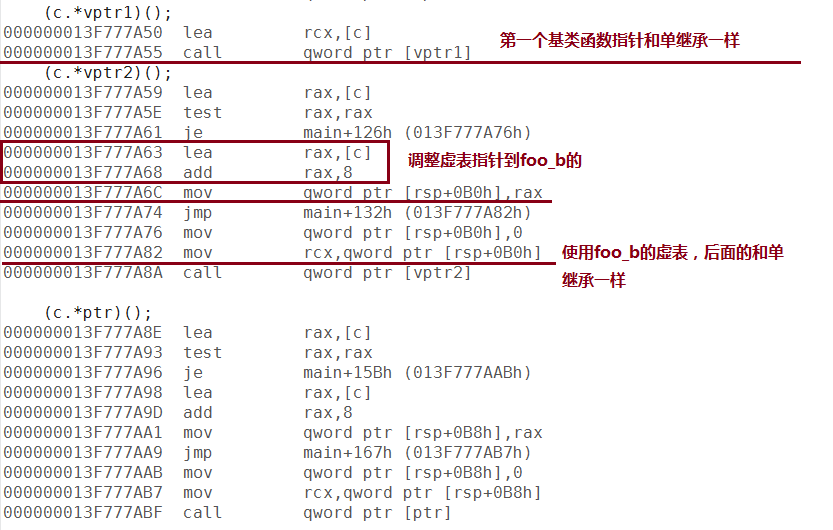 (c.*vptr1)();
000000013F777A50 lea rcx,[c]
000000013F777A55 call qword ptr [vptr1]
第一个基类函数指针和单继承一样
(c.*vptr2)();
000000013F777A59 lea rax,[c]
000000013F777A5E test rax,rax
000000013F777A61 je main+126h (013F777A76h)
000000013F777A63 lea rax,[c]
调整虚表指针到foo_b的
000000013F777A68 add rax,8
000000013F777A6C mov qword ptr [rsp+0B0h],rax
000000013F777A74 jmp main+132h (013F777A82h)
000000013F777A76 mov qword ptr [rsp+0B0h],0
000000013F777A82 mov rcx,qword ptr [rsp+0B0h]
使用foo_b的虚表，后面的和单
000000013F777A8A call qword ptr [vptr2]
继承一样
(c.*ptr)();
000000013F777A8E lea rax,[c]
000000013F777A93 test rax,rax
000000013F777A96 je main+15Bh (013F777AABh)
000000013F777A98 lea rax,[c]
000000013F777A9D add rax,8
000000013F777AA1 mov qword ptr [rsp+0B8h],rax
000000013F777AA9 jmp main+167h (013F777AB7h)
000000013F777AAB mov qword ptr [rsp+0B8h],0
000000013F777AB7 mov rcx,qword ptr [rsp+0B8h]
000000013F777ABF call qword ptr [ptr]